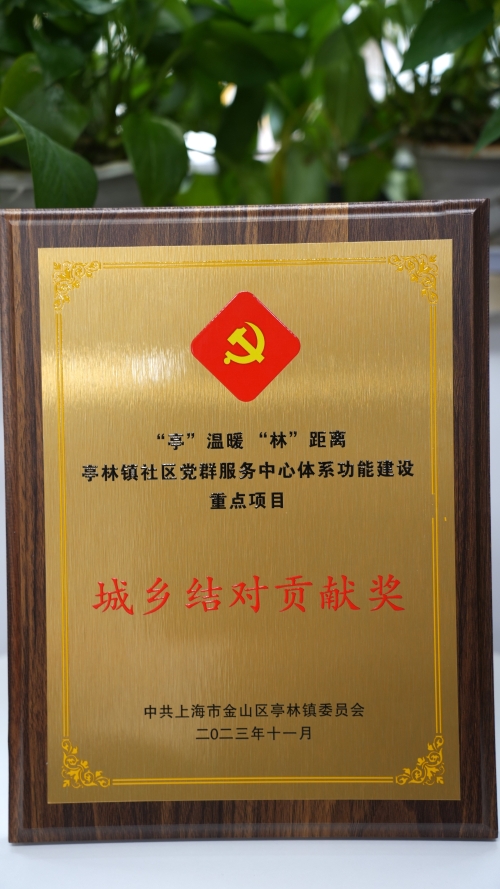 “亭”温暖“林”距离
亭林镇社区党群服务中心体系功能建设
重点项目
城乡结对贡献奖
中共上海市金山区亭林镇委员会
二〇二三年十一月